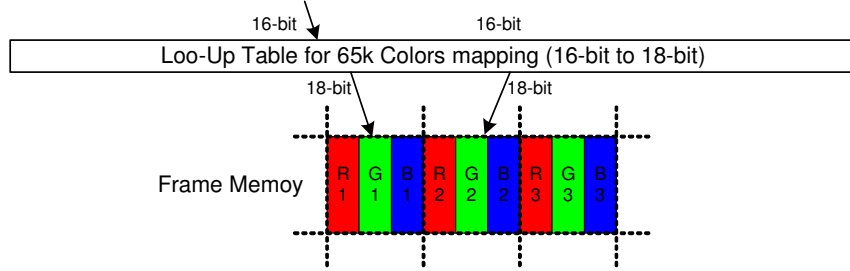 16-bit 16-bit
Loo-Up Table for 65k Colors mapping (16-bit to 18-bit)
18-bit 18-bit
R G B R G B R G B
Frame Memoy
1 1 1 2 2 2 3 3 3